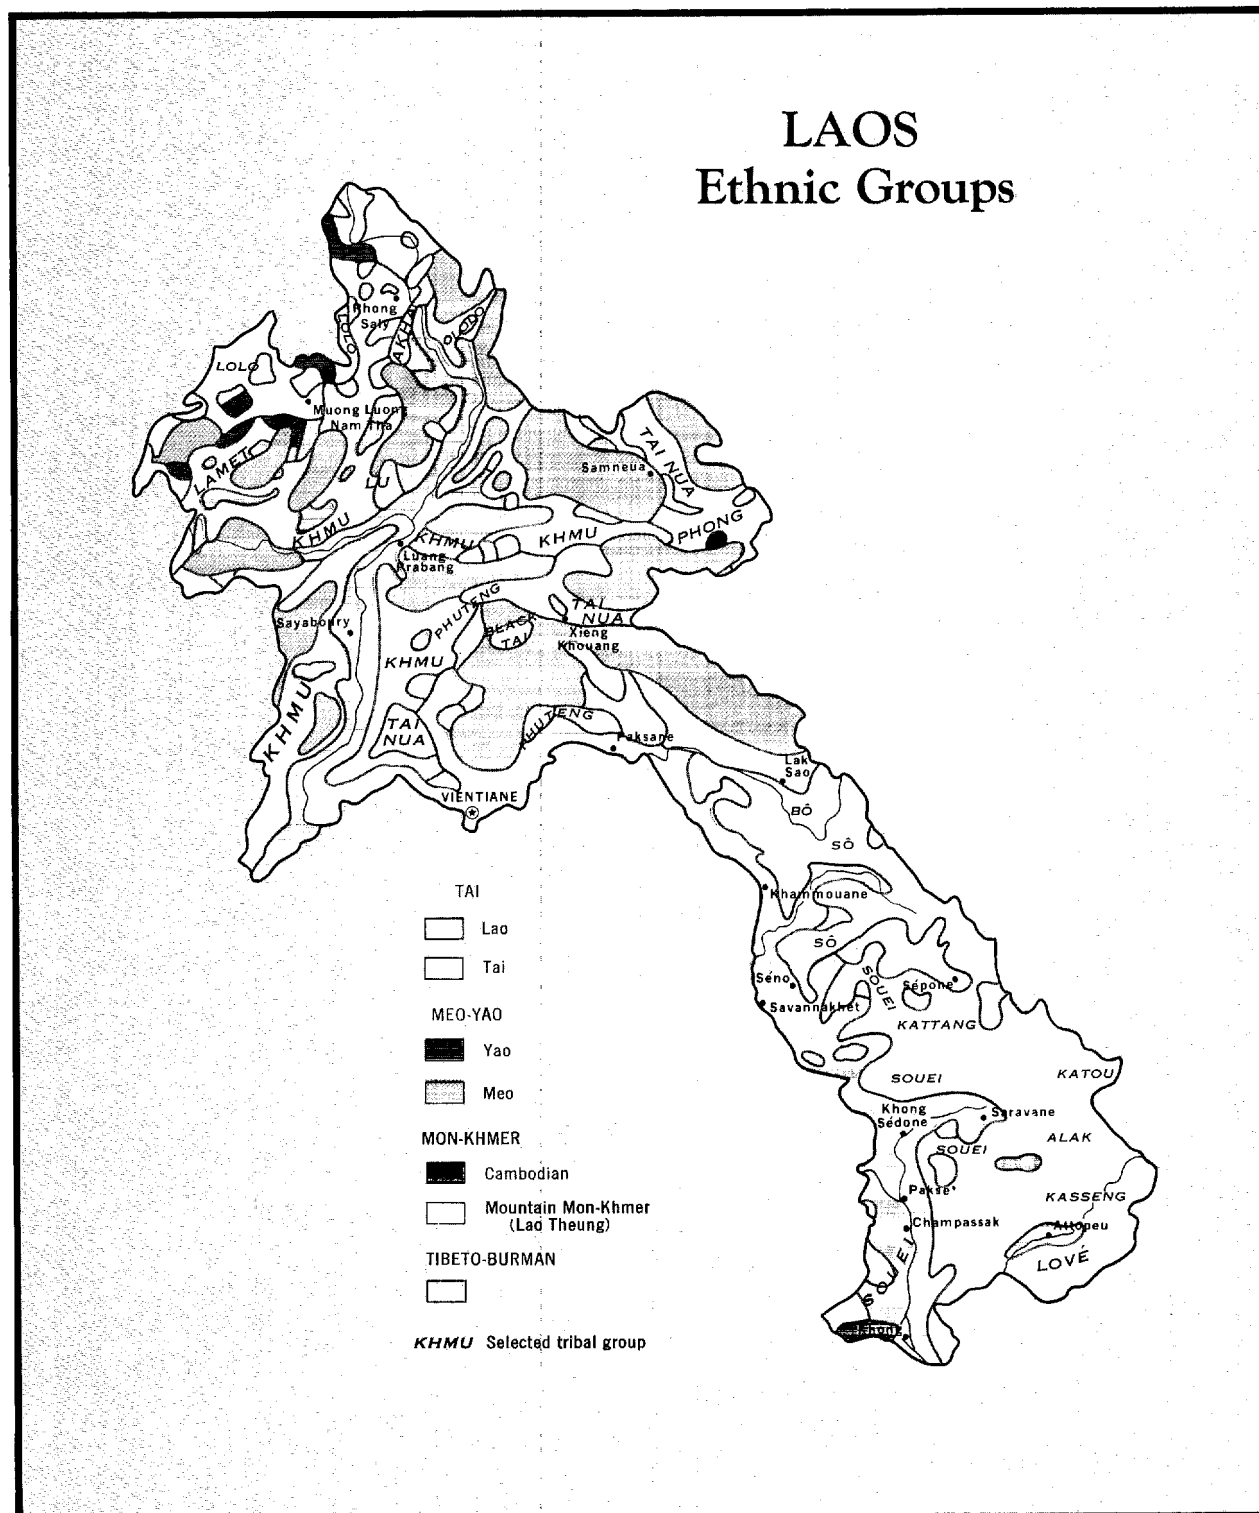 LAOS
Ethnic Groups
Phong
Saly
LOLO
AKHA
OLODO
LOLO
Muong Luong
Nam Tha
LAMET
LU
TAI NUA
Samneua
KHMU
KHMU
KHMU
PHONG
Luang
Prabang
PHUTENG
BLACK
TAI
TAI
NUA
Xieng
Khouang
Sayaboury
KHMU
KHMU
TAI
NUA
PHUTENG
Paksane
Lak
Sao
VIENTIANE
BÔ
SÔ
Khammouane
SÔ
SOUEI
Séno
Sépone
Savannakhet
KATTANG
SOUEI
KATOU
Khong
Sédone
Saravane
SOUEI
ALAK
Pakse
KASSENG
Champassak
Attopeu
LOVÉ
SOUEI
Khong
TAI
Lao
Tai
MEO-YAO
Yao
Meo
MON-KHMER
Cambodian
Mountain Mon-Khmer
(Lao Theung)
TIBETO-BURMAN
KHMU Selected tribal group